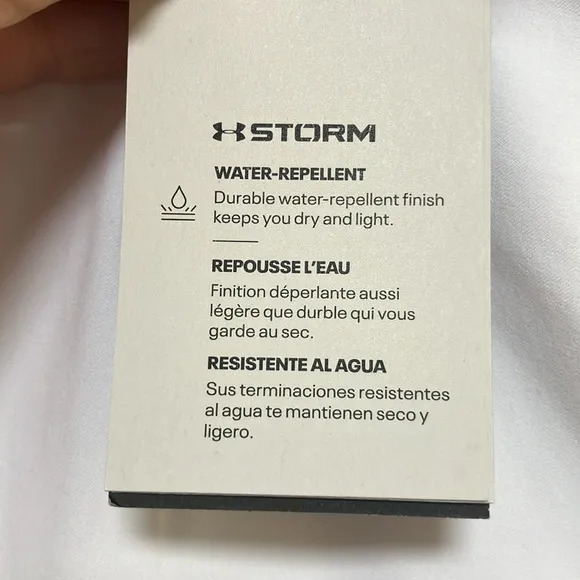 STORM
WATER-REPELLENT
Durable water-repellent finish
keeps you dry and light.
REPOUSSE L'EAU
Finition déperlante aussi
légère que durble qui vous
garde au sec.
RESISTENTE AL AGUA
Sus terminaciones resistentes
al agua te mantienen seco y
ligero.